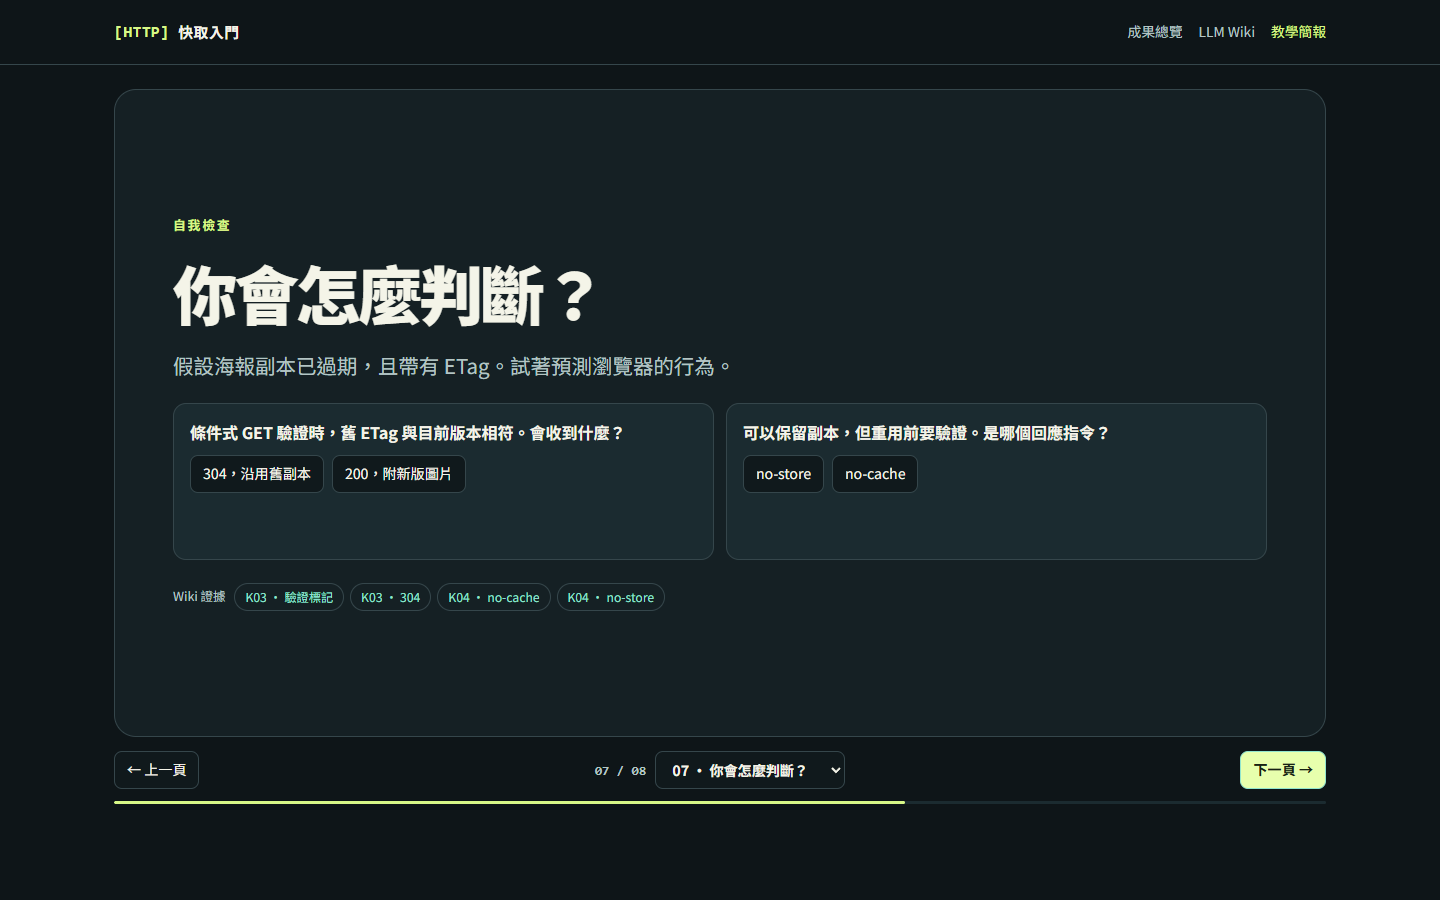 [HTTP] 快取入門
成果總覽 LLM Wiki 教學簡報
自我檢查
你會怎麼判斷？
假設海報副本已過期，且帶有 ETag。試著預測瀏覽器的行為。
條件式 GET 驗證時，舊 ETag 與目前版本相符。會收到什麼？
304，沿用舊副本 200，附新版圖片
可以保留副本，但重用前要驗證。是哪個回應指令？
no-store no-cache
Wiki 證據 K03・驗證標記 K03・304 K04・no-cache K04・no-store
← 上一頁 07 / 08 07・你會怎麼判斷？ 下一頁 →